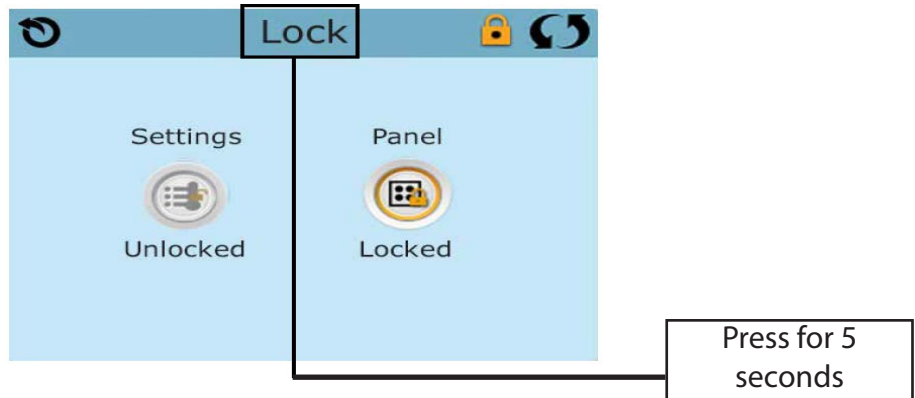 Lock
Settings
Panel
Unlocked
Locked
Press for 5
seconds